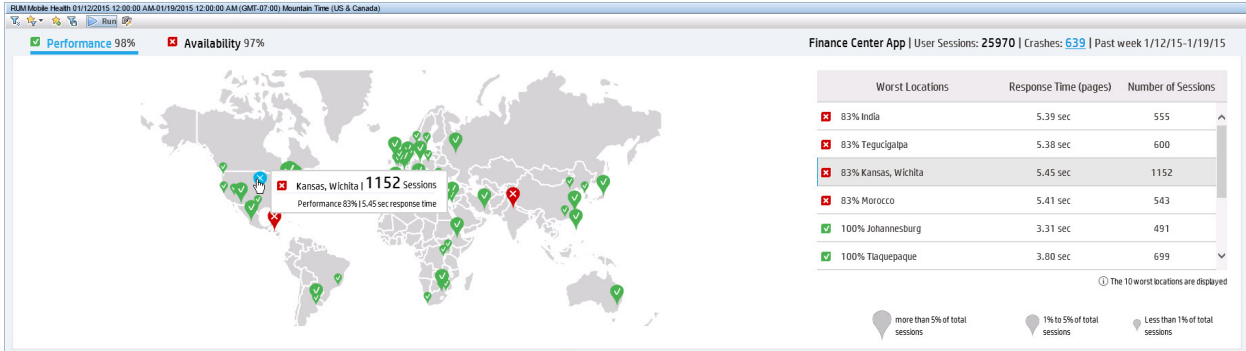 RUM Mobile Health 01/12/2015 12:00:00 AM-01/19/2015 12:00:00 AM (GMT-07:00) Mountain Time (US & Canada)
Run
Performance 98% Availability 97% Finance Center App | User Sessions: 25970 | Crashes: 639 | Past week 1/12/15-1/19/15
Worst Locations Response Time (pages) Number of Sessions
83% India 5.39 sec 555
83% Tegucigalpa 5.38 sec 600
83% Kansas, Wichita 5.45 sec 1152
83% Morocco 5.41 sec 543
100% Johannesburg 3.31 sec 491
100% Tlaquepaque 3.80 sec 699
Kansas, Wichita | 1152 Sessions
Performance 83% | 5.45 sec response time
The 10 worst locations are displayed
more than 5% of total
sessions
1% to 5% of total
sessions
Less than 1% of total
sessions